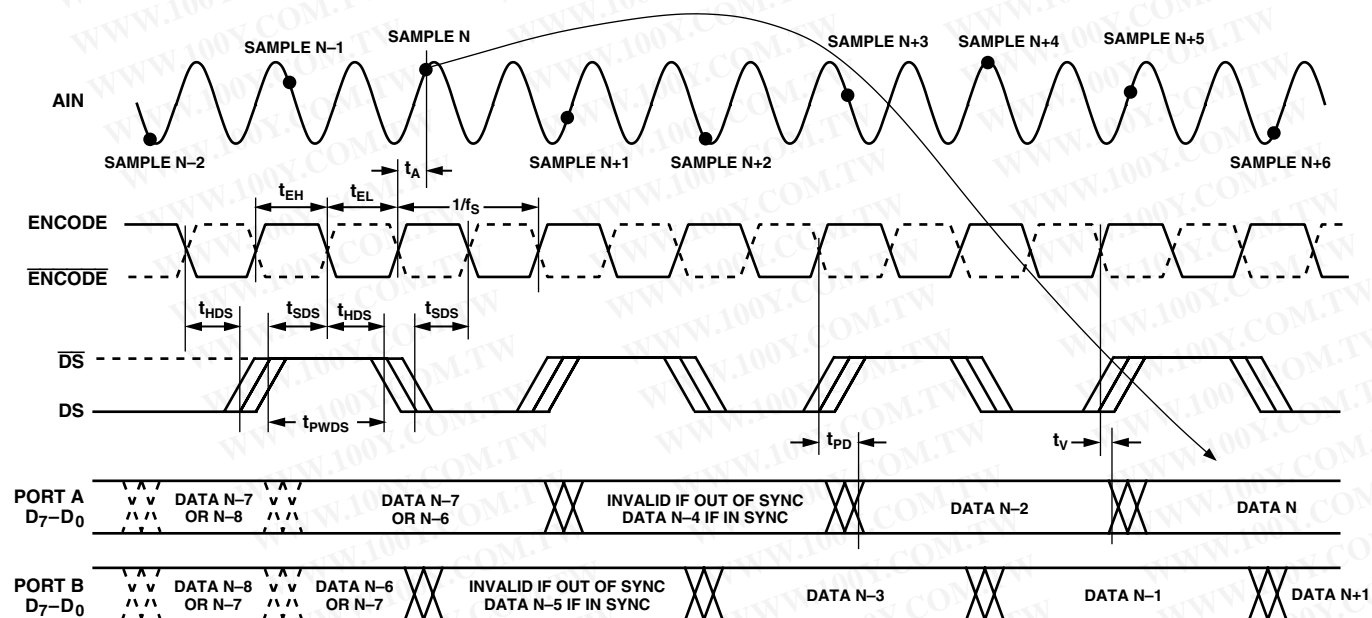 SAMPLE N–1
SAMPLE N
SAMPLE N+3
SAMPLE N+4
SAMPLE N+5
AIN
SAMPLE N–2
SAMPLE N+1
SAMPLE N+2
SAMPLE N+6
tA
tEH
tEL
1/fS
ENCODE
ENCODE
tHDS
tSDS
tHDS
tSDS
DS
DS
tPWDS
tPD
tV
PORT A
D7–D0
DATA N–7
OR N–8
DATA N–7
OR N–6
INVALID IF OUT OF SYNC
DATA N–4 IF IN SYNC
DATA N–2
DATA N
PORT B
D7–D0
DATA N–8
OR N–7
DATA N–6
OR N–7
INVALID IF OUT OF SYNC
DATA N–5 IF IN SYNC
DATA N–3
DATA N–1
DATA N+1
WWW.100Y.COM.TW